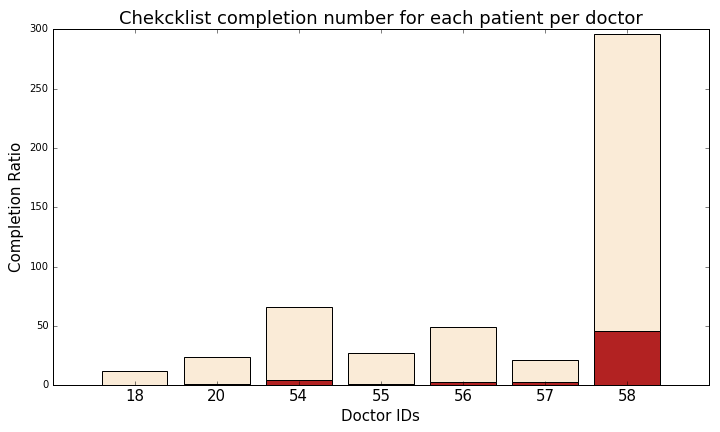 Chekcklist completion number for each patient per doctor
300
250
200
150
100
50
0
Completion Ratio
18 20 54 55 56 57 58
Doctor IDs